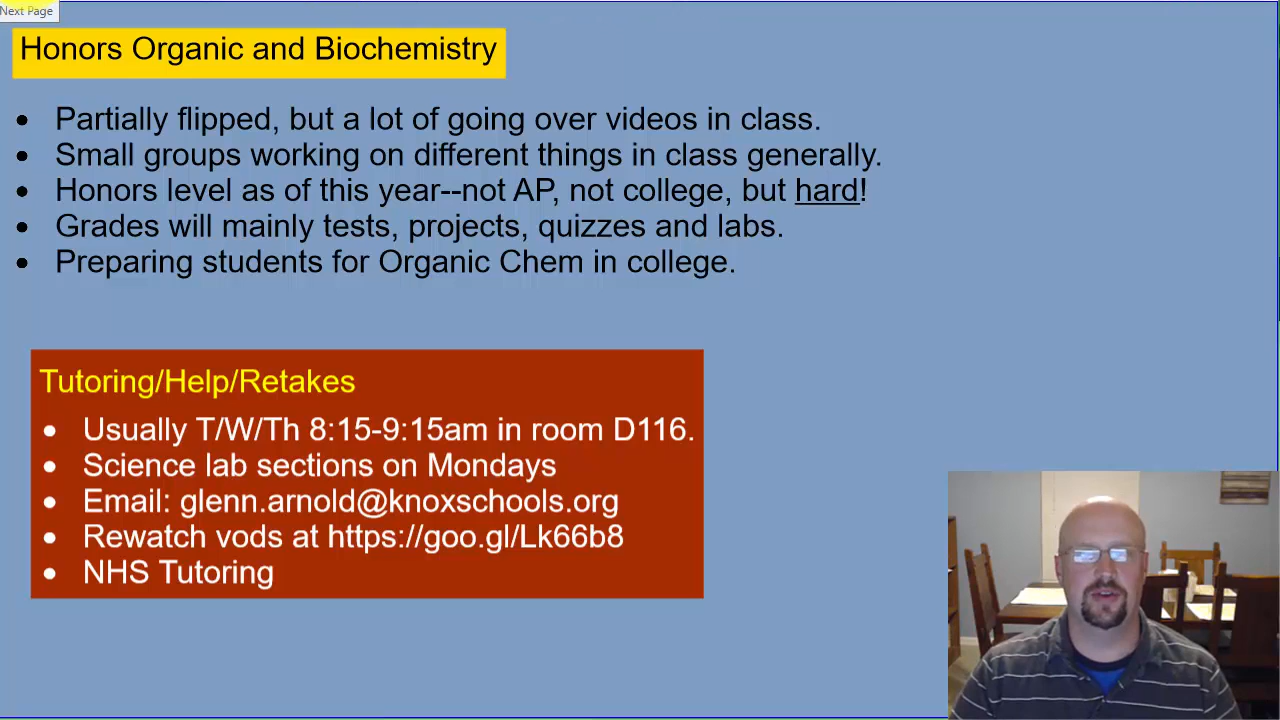 Next Page
Honors Organic and Biochemistry
• Partially flipped, but a lot of going over videos in class.
• Small groups working on different things in class generally.
• Honors level as of this year--not AP, not college, but hard!
• Grades will mainly tests, projects, quizzes and labs.
• Preparing students for Organic Chem in college.
Tutoring/Help/Retakes
• Usually T/W/Th 8:15-9:15am in room D116.
• Science lab sections on Mondays
• Email: glenn.arnold@knoxschools.org
• Rewatch vods at https://goo.gl/Lk66b8
• NHS Tutoring